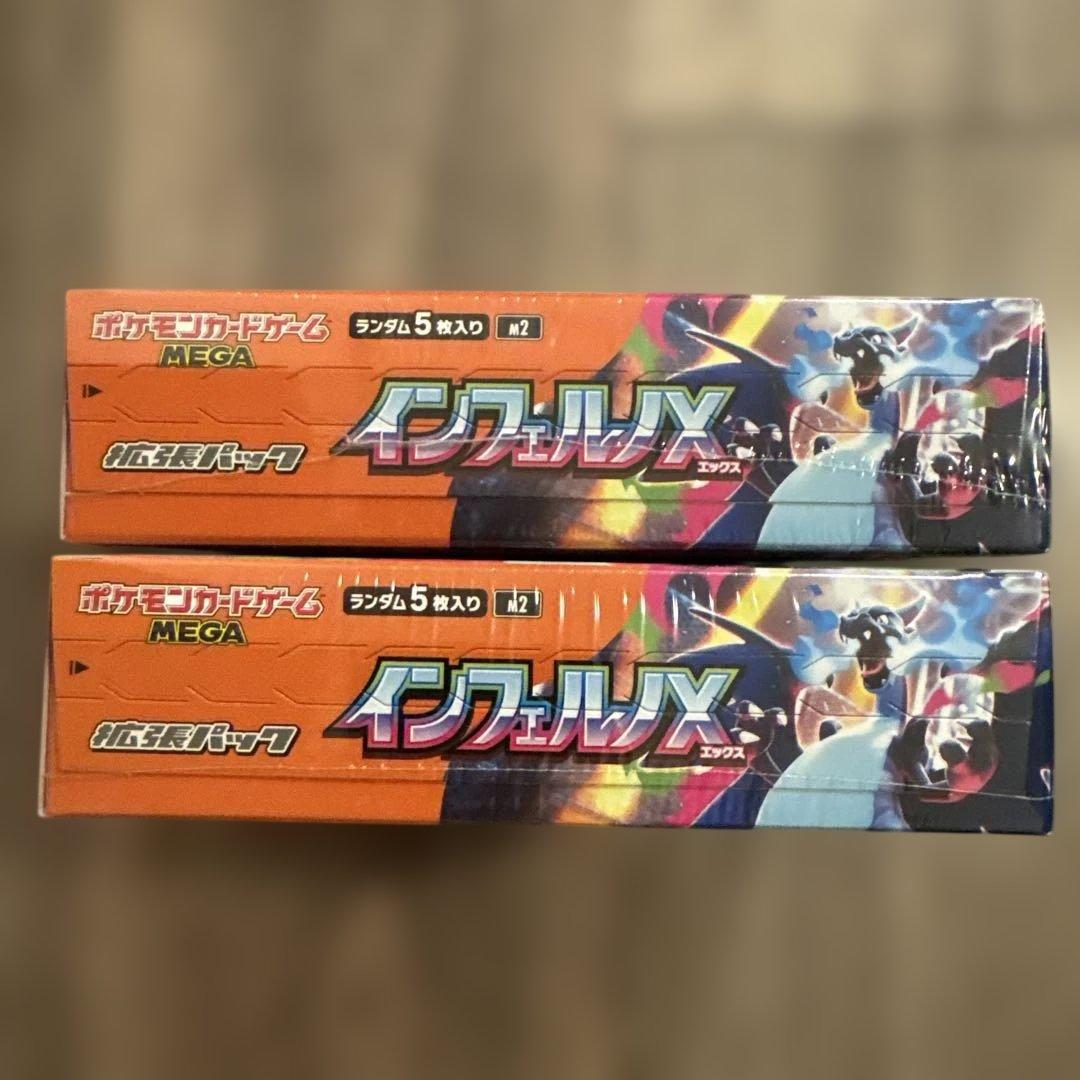 ポケモンカードゲーム
MEGA
ランダム5枚入り M2
インフェルノX
エックス
拡張パック
ポケモンカードゲーム
MEGA
ランダム5枚入り M2
インフェルノX
エックス
拡張パック